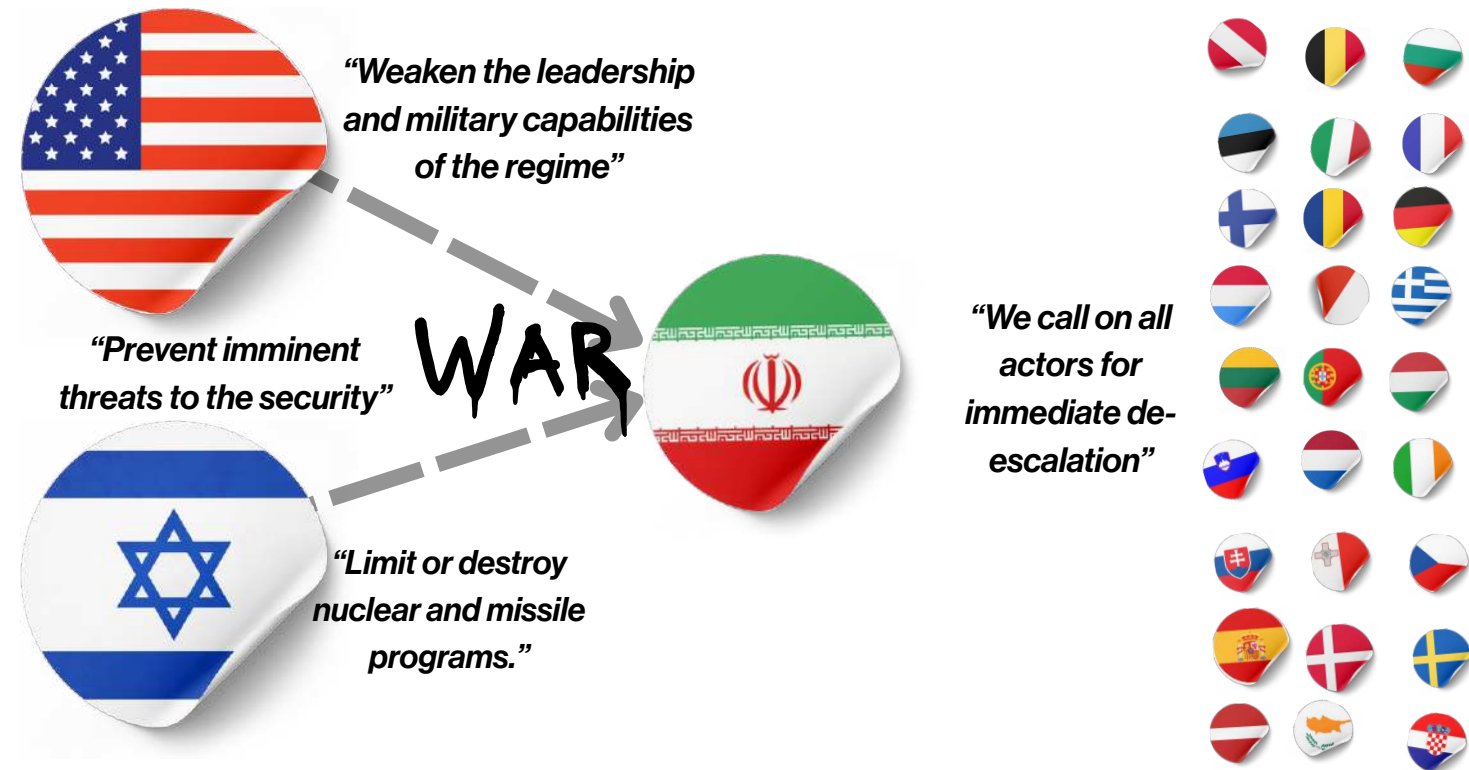 “Weaken the leadership
and military capabilities
of the regime”
“Prevent imminent
threats to the security”
WAR
“Limit or destroy
nuclear and missile
programs.”
“We call on all
actors for
immediate de-
escalation”